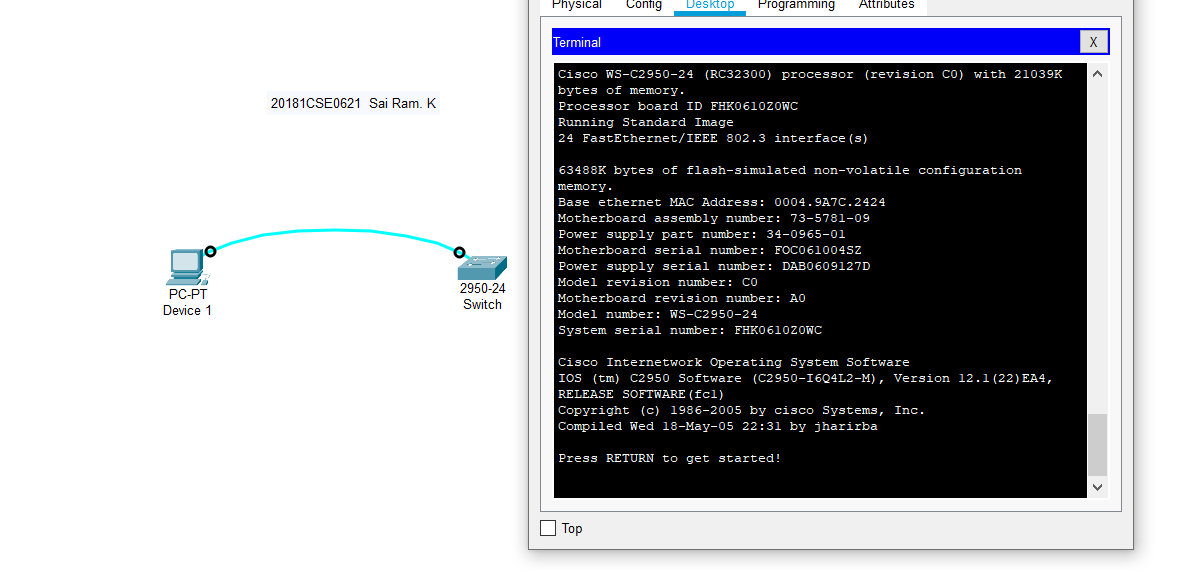 Physical Config Desktop Programming Attributes
Terminal X
Cisco WS-C2950-24 (RC32300) processor (revision C0) with 21039K
bytes of memory.
Processor board ID FHK0610Z0WC
Running Standard Image
24 FastEthernet/IEEE 802.3 interface(s)
63488K bytes of flash-simulated non-volatile configuration
memory.
Base ethernet MAC Address: 0004.9A7C.2424
Motherboard assembly number: 73-5781-09
Power supply part number: 34-0965-01
Motherboard serial number: FOC061004SZ
Power supply serial number: DAB0609127D
Model revision number: C0
Motherboard revision number: A0
Model number: WS-C2950-24
System serial number: FHK0610Z0WC
Cisco Internetwork Operating System Software
IOS (tm) C2950 Software (C2950-I6Q4L2-M), Version 12.1(22)EA4,
RELEASE SOFTWARE(fc1)
Copyright (c) 1986-2005 by cisco Systems, Inc.
Compiled Wed 18-May-05 22:31 by jharirba
Press RETURN to get started!
Top
20181CSE0621 Sai Ram. K
PC-PT
Device 1
2950-24
Switch